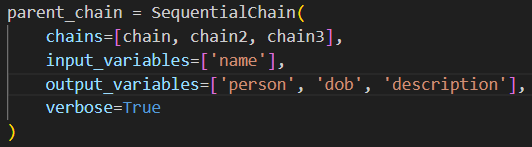 parent_chain = SequentialChain(
    chains=[chain, chain2, chain3],
    input_variables=['name'],
    output_variables=['person', 'dob', 'description'],
    verbose=True
)